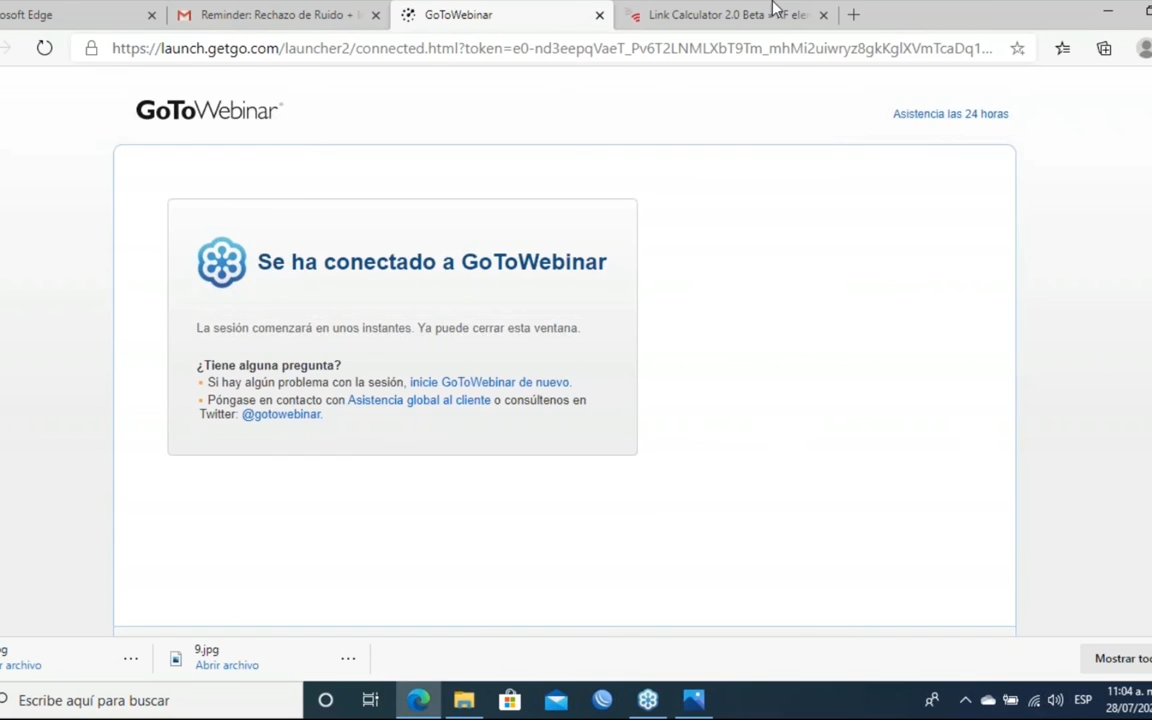 osoft Edge
Reminder: Rechazo de Ruido +
GoToWebinar
Link Calculator 2.0 Beta
https://launch.getgo.com/launcher2/connected.html?token=e0-nd3eepqVaeT_Pv6T2LNMLXbT9Tm_mhMi2uiwryz8gkKglXVmTcaDq1...
GoToWebinar
Asistencia las 24 horas
Se ha conectado a GoToWebinar
La sesión comenzará en unos instantes. Ya puede cerrar esta ventana.
¿Tiene alguna pregunta?
Si hay algún problema con la sesión, inicie GoToWebinar de nuevo.
Póngase en contacto con Asistencia global al cliente o consúltenos en
Twitter: @gotowebinar.
9.jpg
r archivo
Abrir archivo
Mostrar to
Escribe aquí para buscar
ESP
11:04 a. n
28/07/20